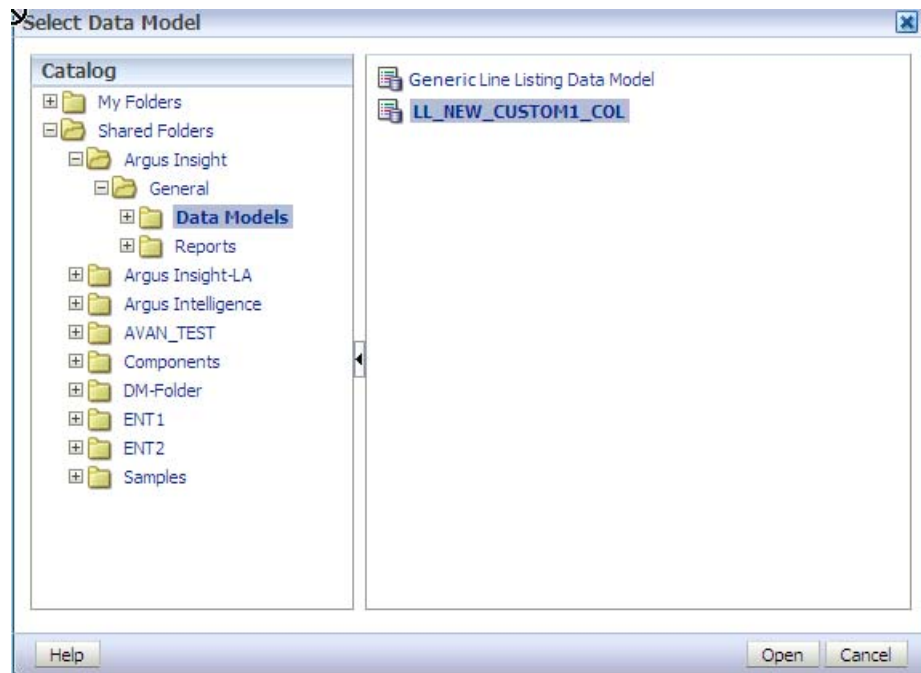 Select Data Model
Catalog
My Folders
Shared Folders
Argus Insight
General
Data Models
Reports
Argus Insight-LA
Argus Intelligence
AVAN_TEST
Components
DM-Folder
ENT1
ENT2
Samples
Generic Line Listing Data Model
LL_NEW_CUSTOM1_COL
Help
Open
Cancel